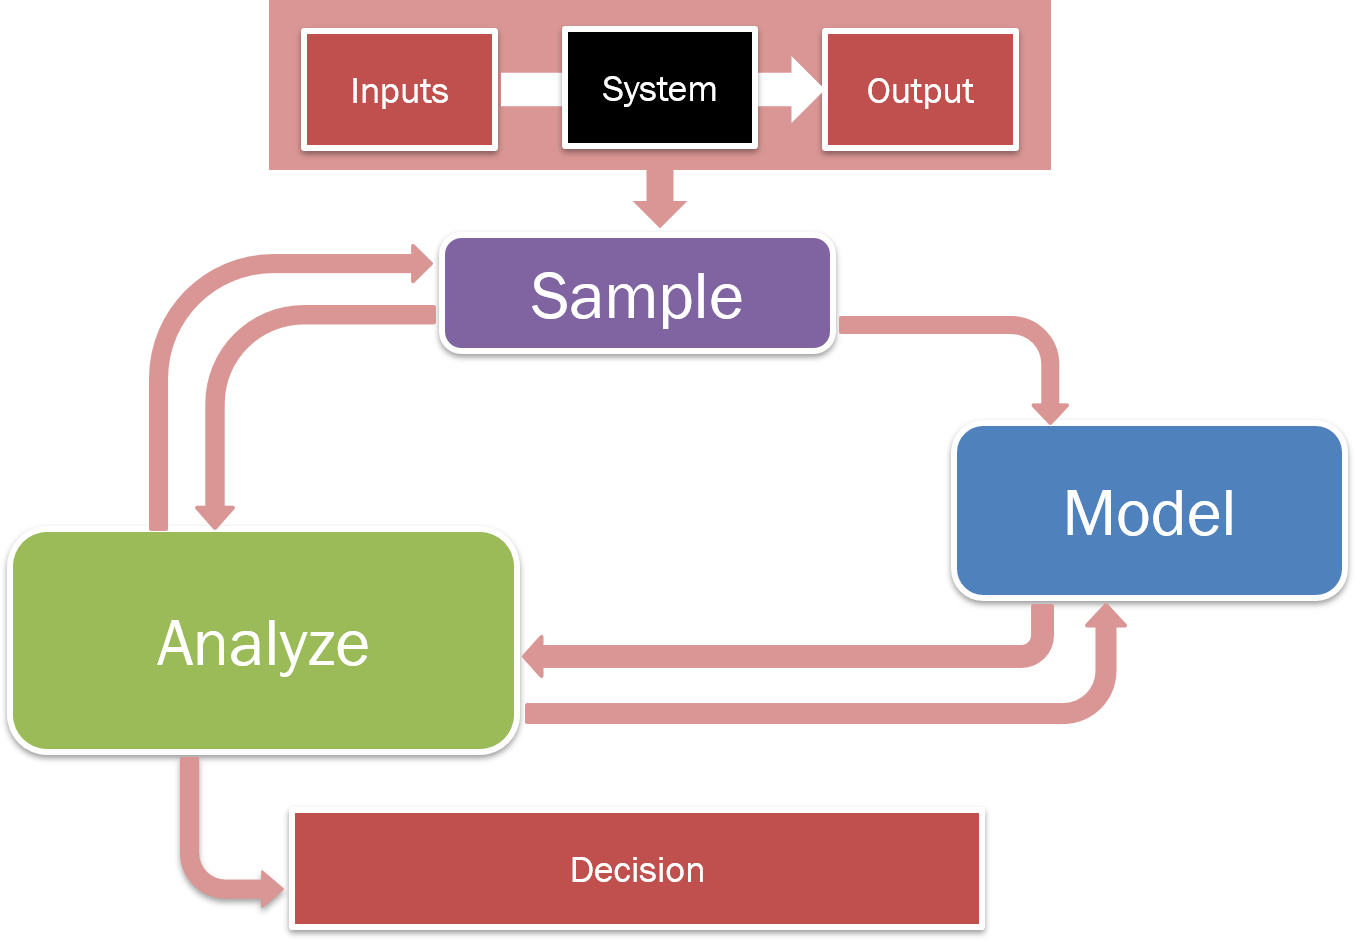 Inputs
System
Output
Sample
Model
Analyze
Decision